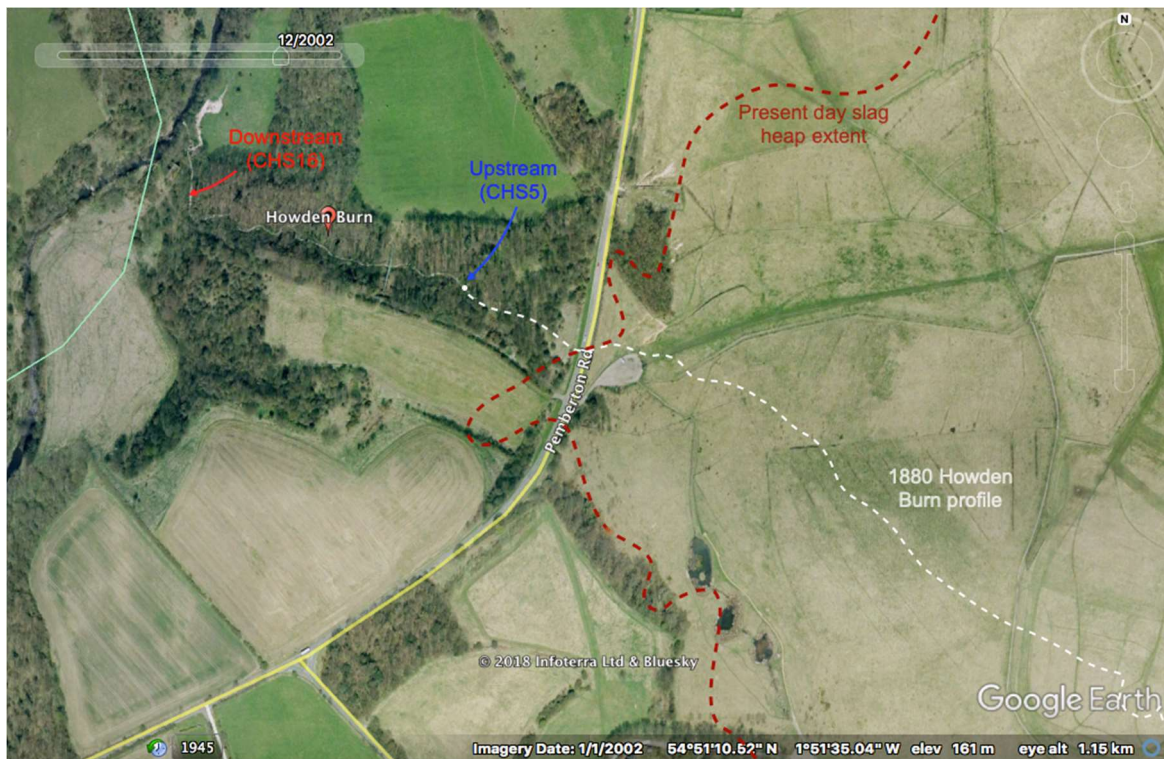 12/2002
N
Present day slag
heap extent
Downstream
(CHS16)
Upstream
(CHS5)
Howden Burn
Pemberton Rd
1880 Howden
Burn profile
© 2018 Infoterra Ltd & Bluesky
Google Earth
1945
Imagery Date: 1/1/2002 54°51'10.52" N 1°51'35.04" W elev 161 m eye alt 1.15 km